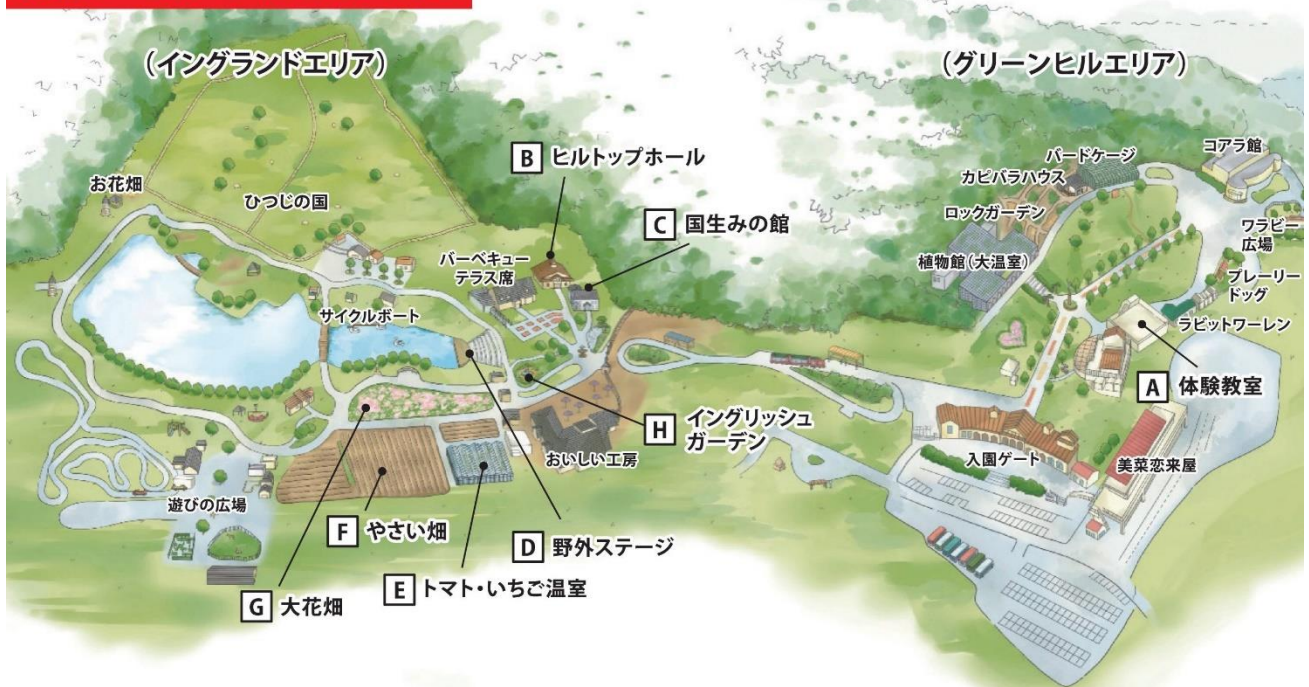 (イングランドエリア)
(グリーンヒルエリア)
お花畑
ひつじの国
B ヒルトップホール
C 国生みの館
バーベキュー
テラス席
サイクルボート
バードケージ
コアラ館
カピバラハウス
ロックガーデン
植物館(大温室)
ワラビー
広場
プレーリー
ドッグ
ラビットワーレン
A 体験教室
H イングリッシュ
ガーデン
おいしい工房
入園ゲート
美菜恋来屋
遊びの広場
F やさい畑
D 野外ステージ
E トマト・いちご温室
G 大花畑